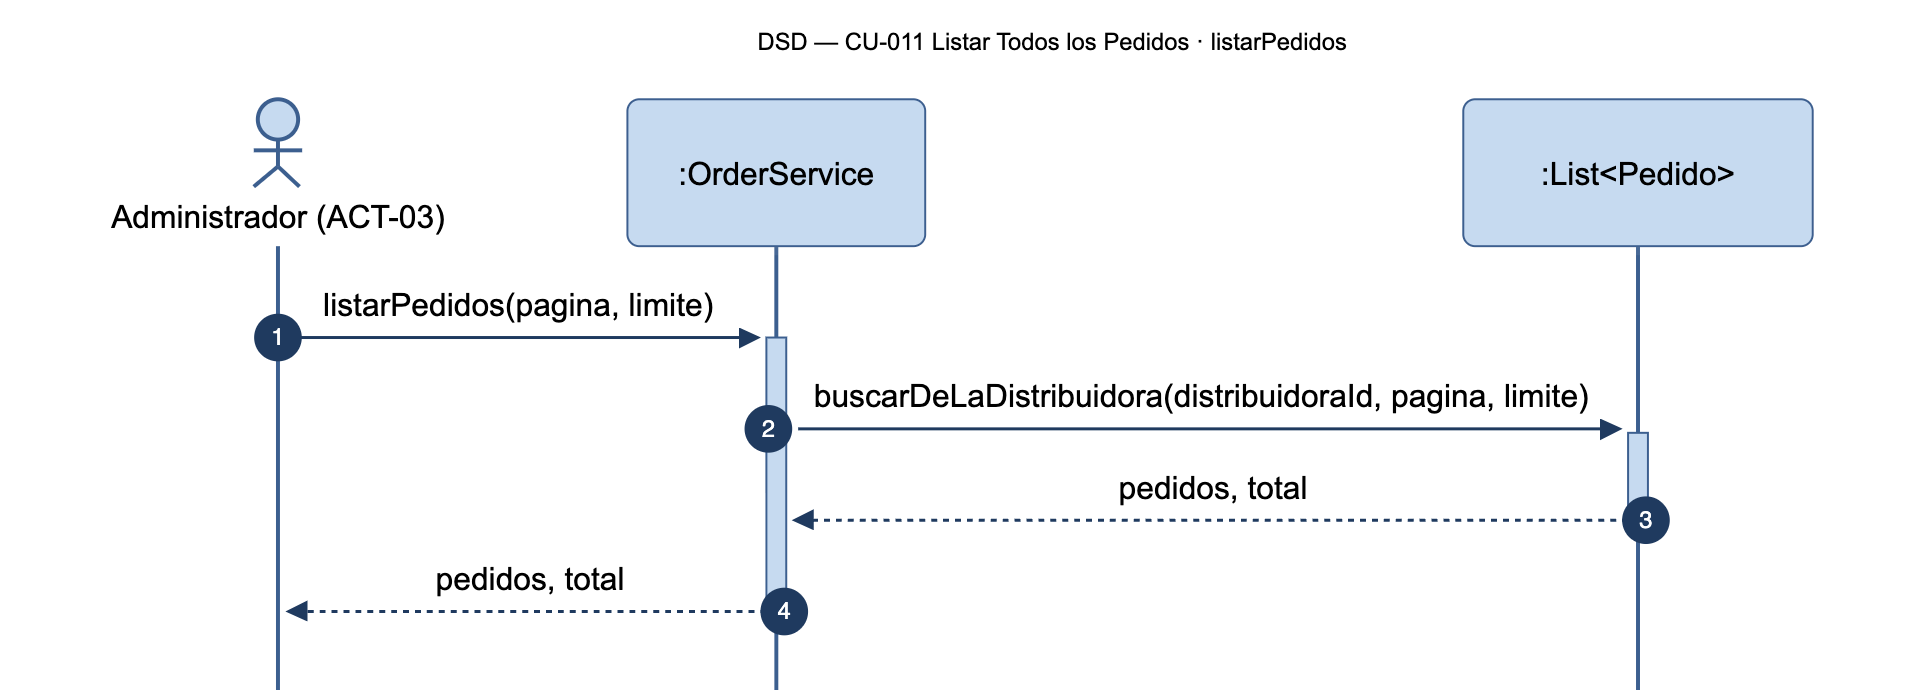 DSD — CU-011 Listar Todos los Pedidos · listarPedidos
Administrador (ACT-03)
:OrderService
:List<Pedido>
listarPedidos(pagina, limite)
1
buscarDeLaDistribuidora(distribuidoraId, pagina, limite)
2
pedidos, total
3
pedidos, total
4